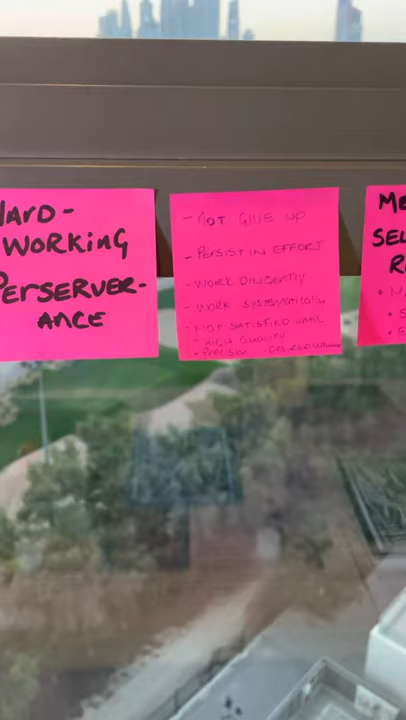 HARD-
WORKING
PERSERVER-
ANCE
- NOT GIVE UP
- PERSIST IN EFFORT
- WORK DILIGENTLY
- WORK SYSTEMATICALLY
- NOT SATISFIED UNTIL
• HIGH QUALITY
• PRECISION
ME
SEL
R